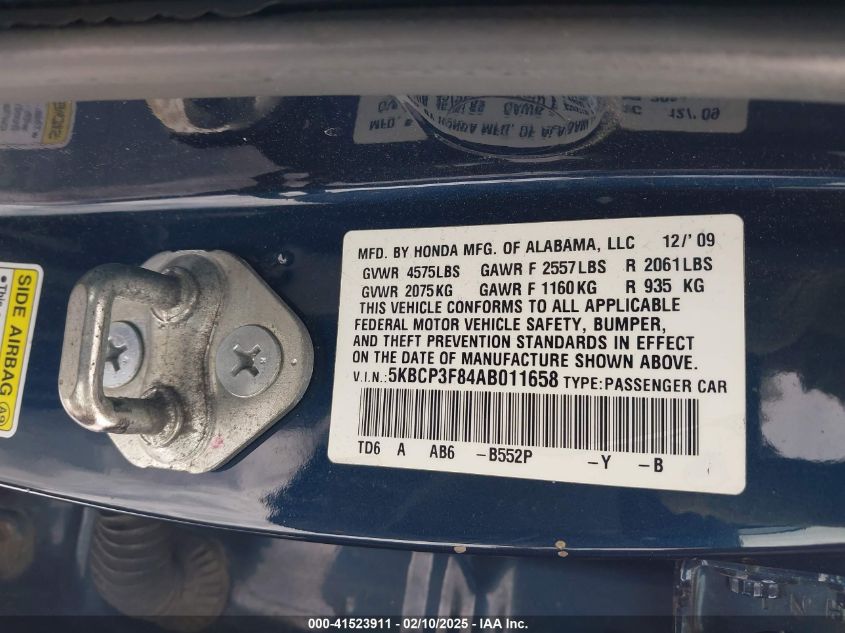 MFD. BY HONDA MFG. OF ALABAMA, LLC 12/'09
GVWR 4575LBS GAWR F 2557LBS R 2061LBS
GVWR 2075KG GAWR F 1160KG R 935 KG
THIS VEHICLE CONFORMS TO ALL APPLICABLE
FEDERAL MOTOR VEHICLE SAFETY, BUMPER,
AND THEFT PREVENTION STANDARDS IN EFFECT
ON THE DATE OF MANUFACTURE SHOWN ABOVE.
V.I.N.: 5KBCP3F84AB011658 TYPE: PASSENGER CAR
TD6 A AB6 -B552P -Y -B
SIDE AIRBAG
A9
000-41523911 - 02/10/2025 - IAA Inc.